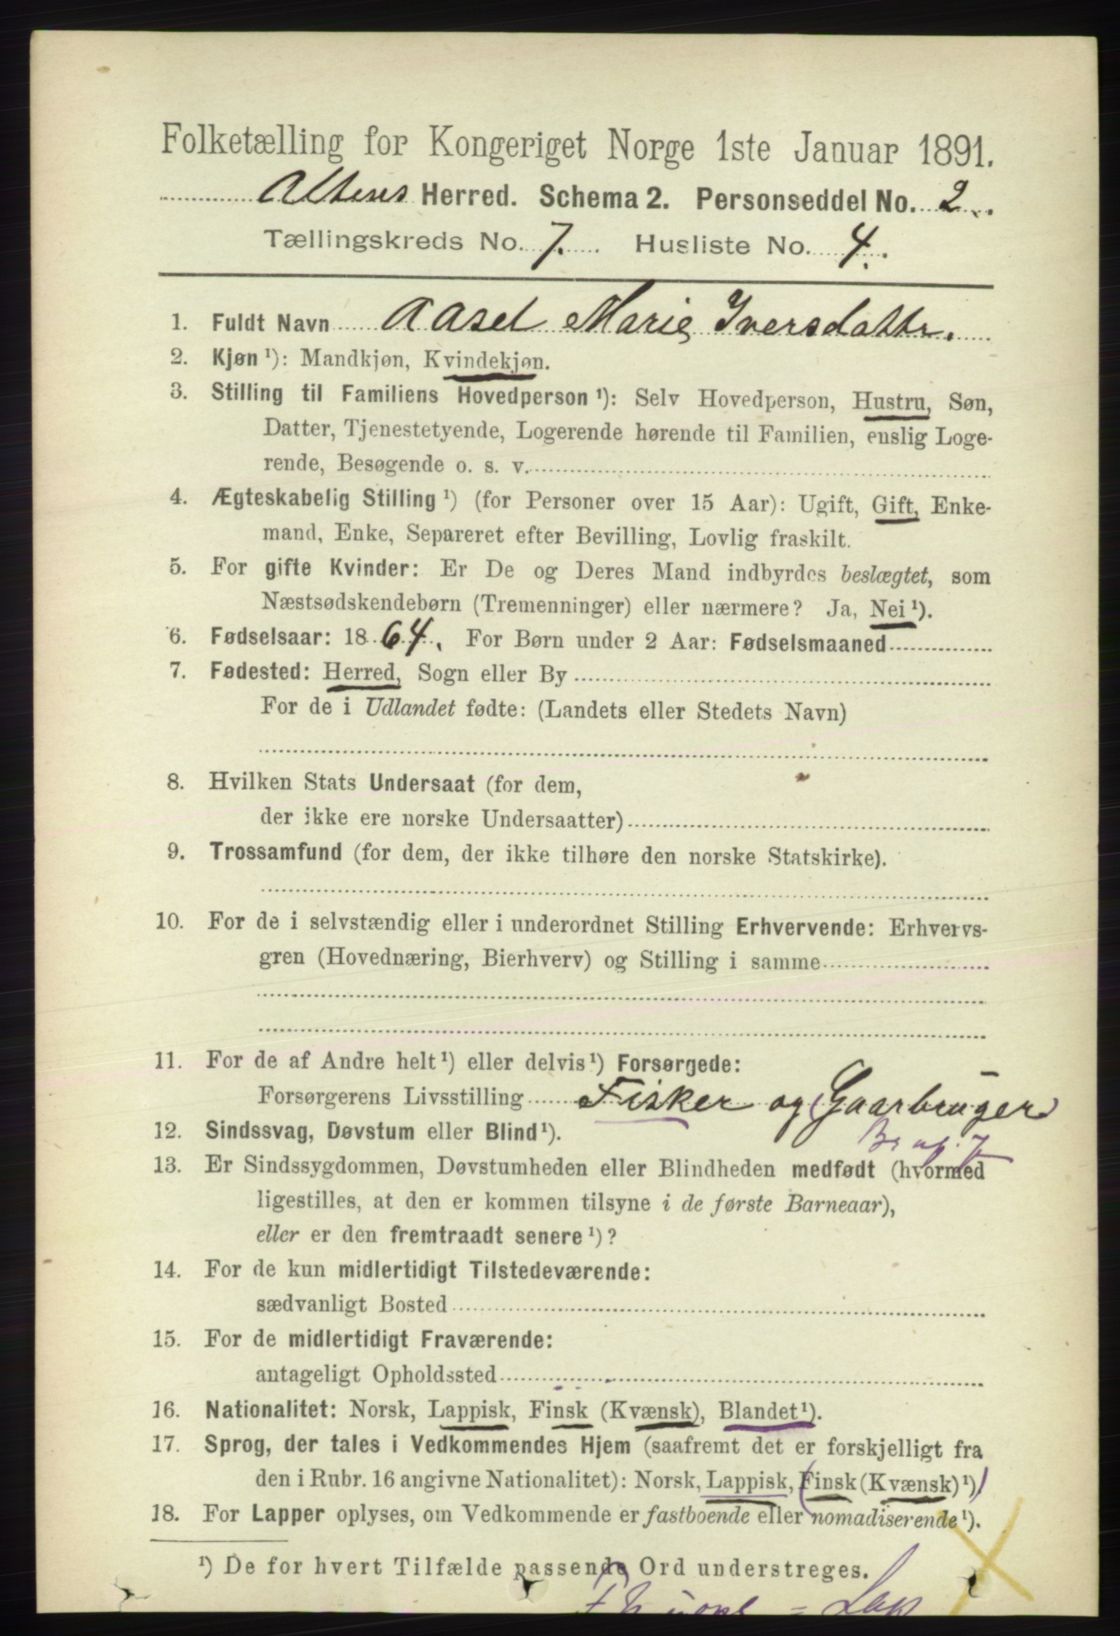 Folketælling for Kongeriget Norge 1ste Januar 1891.
Altens Herred. Schema 2. Personseddel No. 2.
Tællingskreds No. 7. Husliste No. 4.
1. Fuldt Navn Aasel Marie Iversdattr.
2. Kjøn ¹): Mandkjøn, Kvindekjøn.
3. Stilling til Familiens Hovedperson ¹): Selv Hovedperson, Hustru, Søn,
Datter, Tjenestetyende, Logerende hørende til Familien, enslig Loge-
rende, Besøgende o. s. v.
4. Ægteskabelig Stilling ¹) (for Personer over 15 Aar): Ugift, Gift, Enke-
mand, Enke, Separeret efter Bevilling, Lovlig fraskilt.
5. For gifte Kvinder: Er De og Deres Mand indbyrdes beslægtet, som
Næstsødskendebørn (Tremenninger) eller nærmere? Ja, Nei ¹).
6. Fødselsaar: 1864. For Børn under 2 Aar: Fødselsmaaned
7. Fødested: Herred, Sogn eller By
For de i Udlandet fødte: (Landets eller Stedets Navn)
8. Hvilken Stats Undersaat (for dem,
der ikke ere norske Undersaatter)
9. Trossamfund (for dem, der ikke tilhøre den norske Statskirke).
10. For de i selvstændig eller i underordnet Stilling Erhvervende: Erhvervs-
gren (Hovednæring, Bierhverv) og Stilling i samme
11. For de af Andre helt ¹) eller delvis ¹) Forsørgede:
Forsørgerens Livsstilling Fisker og Gaarbruger
12. Sindssvag, Døvstum eller Blind ¹).
13. Er Sindssygdommen, Døvstumheden eller Blindheden medfødt (hvormed
ligestilles, at den er kommen tilsyne i de første Barneaar),
eller er den fremtraadt senere ¹)?
14. For de kun midlertidigt Tilstedeværende:
sædvanligt Bosted
15. For de midlertidigt Fraværende:
antageligt Opholdssted
16. Nationalitet: Norsk, Lappisk, Finsk (Kvænsk), Blandet ¹).
17. Sprog, der tales i Vedkommendes Hjem (saafremt det er forskjelligt fra
den i Rubr. 16 angivne Nationalitet): Norsk, Lappisk, Finsk (Kvænsk) ¹)
18. For Lapper oplyses, om Vedkommende er fastboende eller nomadiserende ¹).
¹) De for hvert Tilfælde passende Ord understreges.
= Lap